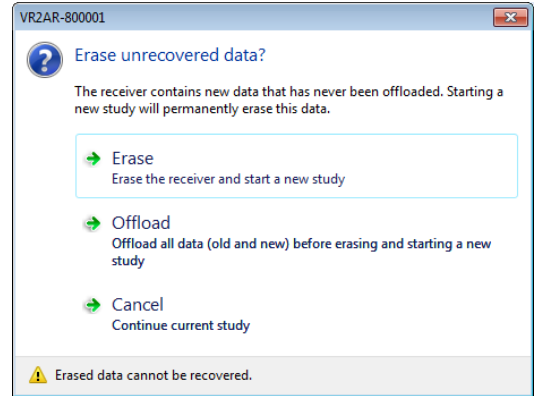 VR2AR-800001
Erase unrecovered data?
The receiver contains new data that has never been offloaded. Starting a
new study will permanently erase this data.
Erase
Erase the receiver and start a new study
Offload
Offload all data (old and new) before erasing and starting a new
study
Cancel
Continue current study
Erased data cannot be recovered.